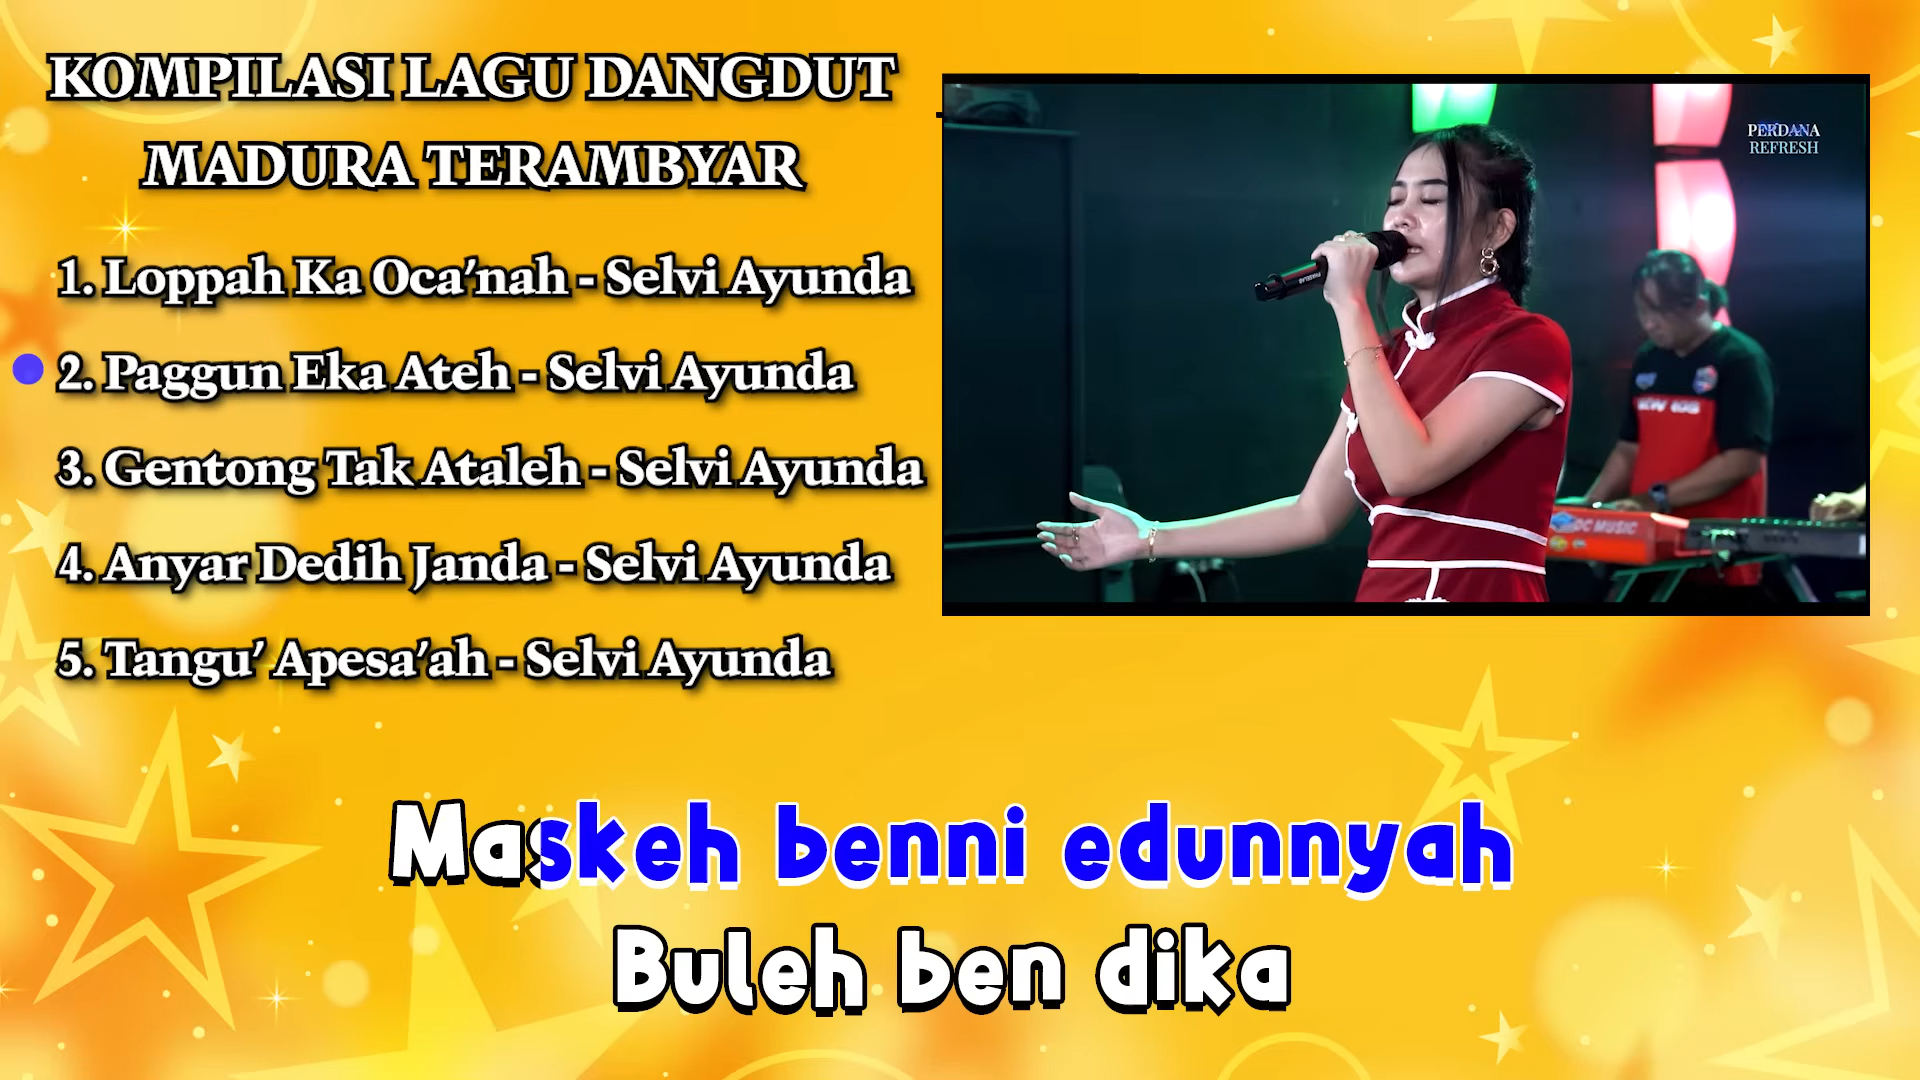 KOMPILASI LAGU DANGDUT
MADURA TERAMBYAR
1. Loppah Ka Oca'nah - Selvi Ayunda
2. Paggun Eka Ateh - Selvi Ayunda
3. Gentong Tak Ataleh - Selvi Ayunda
4. Anyar Dedih Janda - Selvi Ayunda
5. Tangu' Apesa'ah - Selvi Ayunda
PERDANA
REFRESH
DC MUSIC
Maskeh benni edunnyah
Buleh ben dika